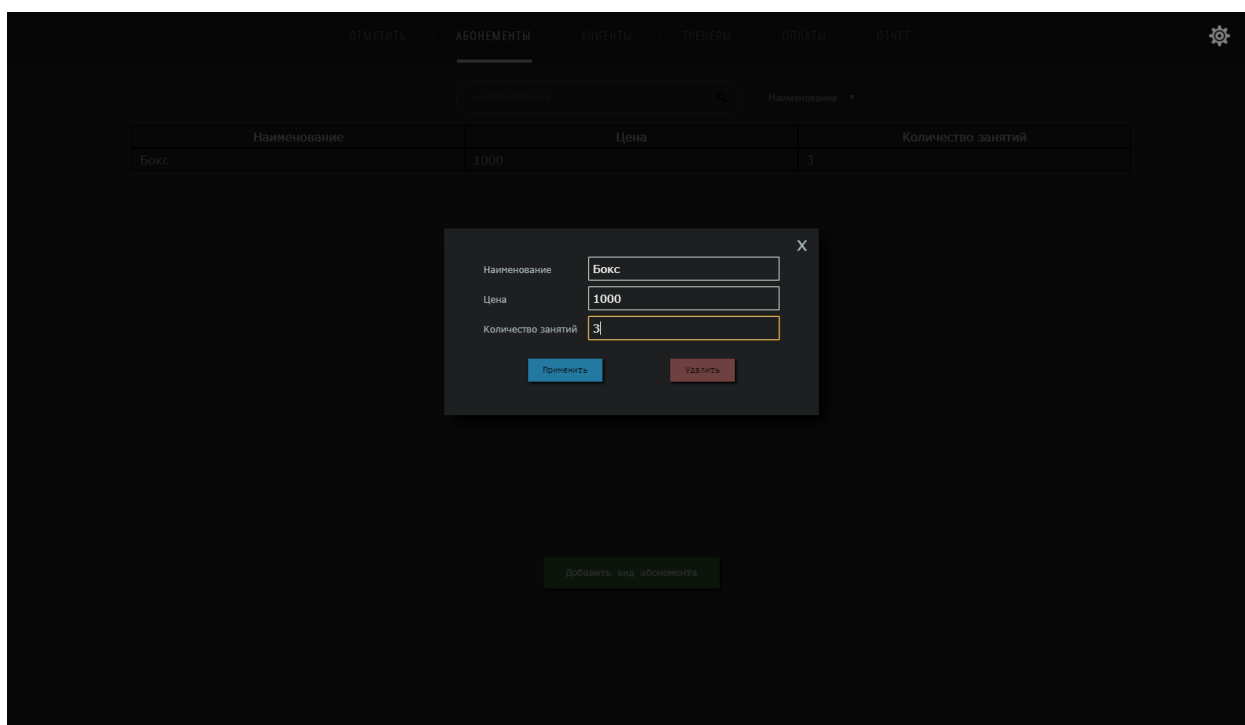 ОТМЕТИТЬ АБОНЕМЕНТЫ КЛИЕНТЫ ТРЕНЕРЫ ОПЛАТЫ ОТЧЕТ
наименование Наименование
Наименование Цена Количество занятий
Бокс 1000 3
X
Наименование Бокс
Цена 1000
Количество занятий 3
Применить Удалить
Добавить вид абонемента